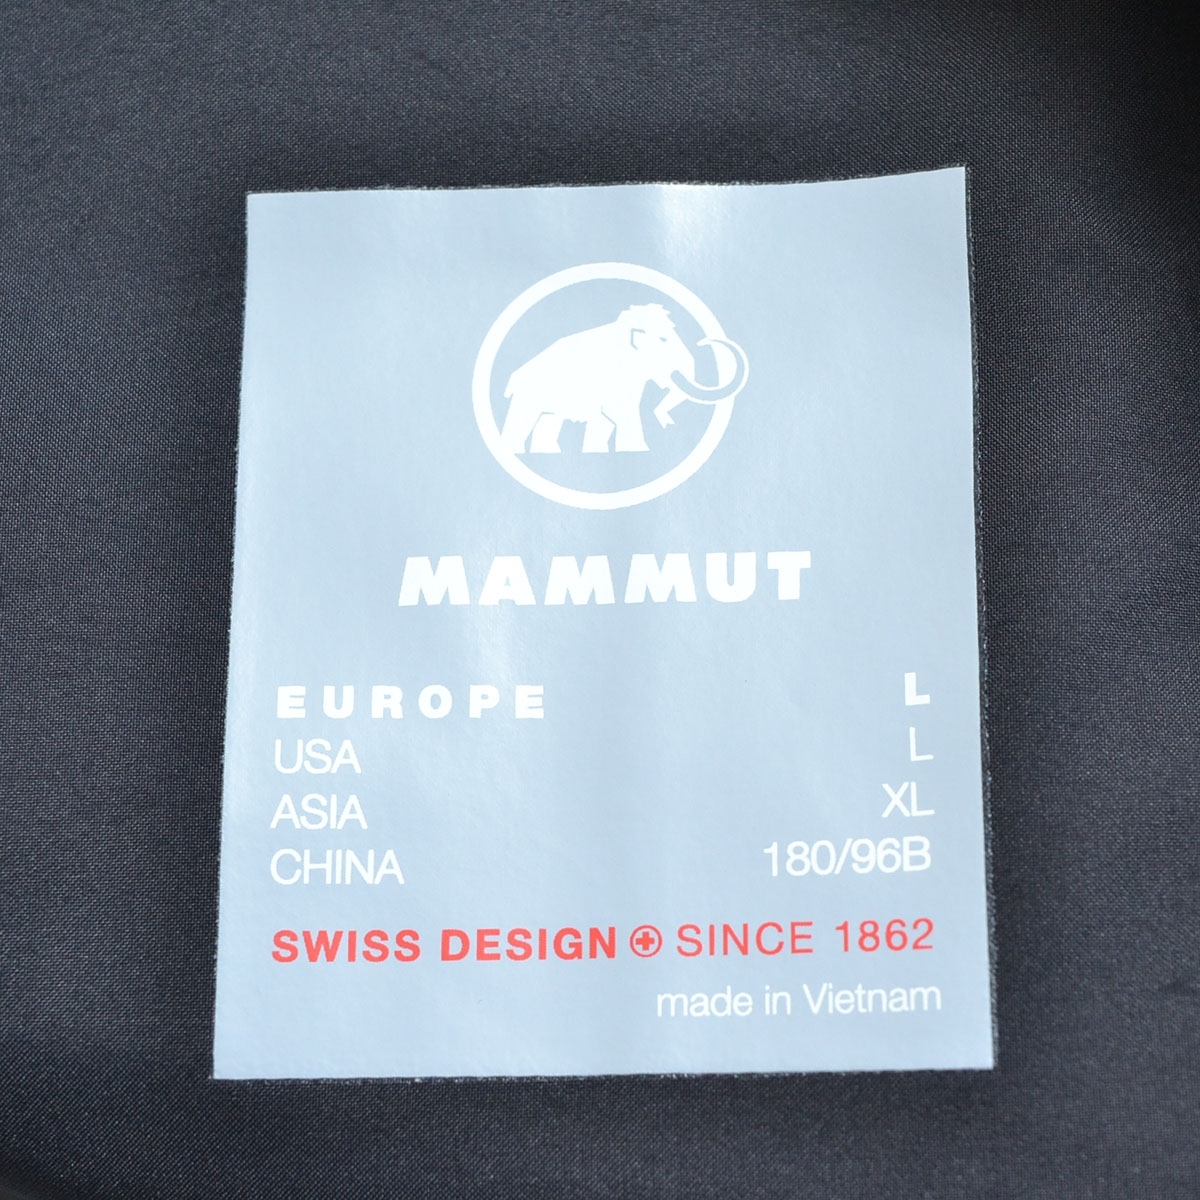 MAMMUT
EUROPE L
USA L
ASIA XL
CHINA 180/96B
SWISS DESIGN SINCE 1862
made in Vietnam